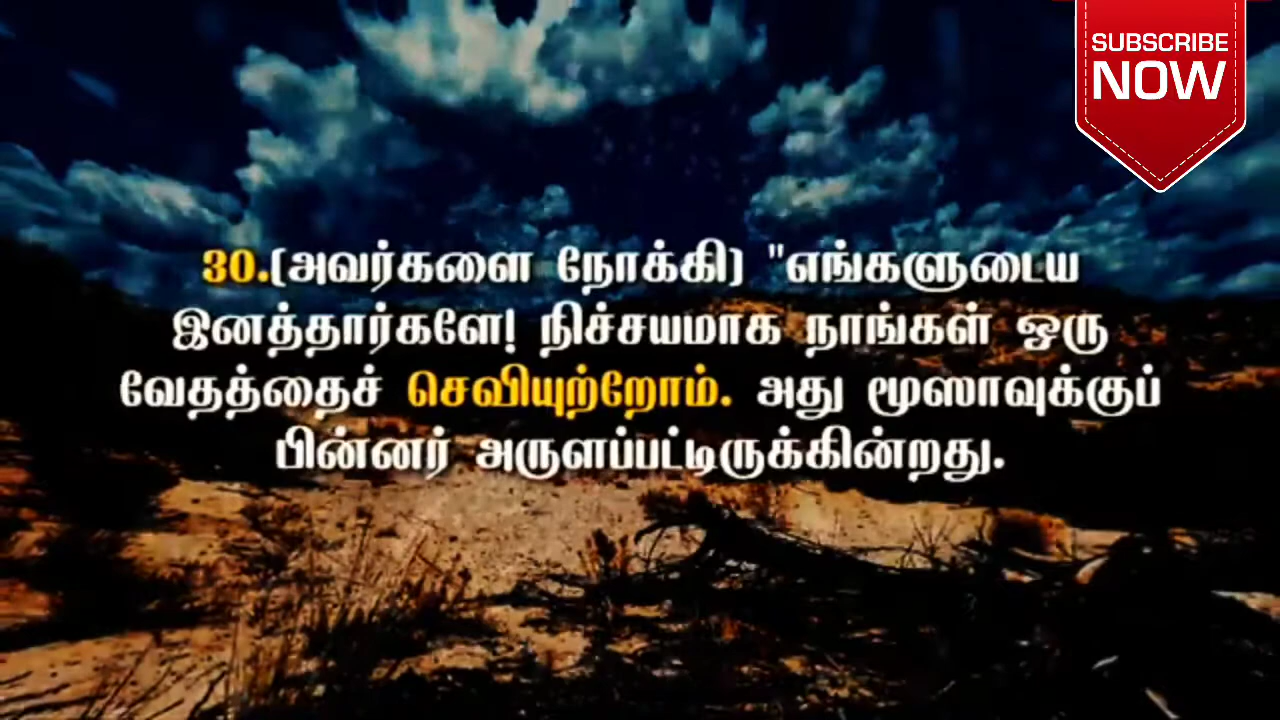 SUBSCRIBE
NOW
30.(அவர்களை நோக்கி) "எங்களுடைய
இனத்தார்களே! நிச்சயமாக நாங்கள் ஒரு
வேதத்தைச் செவியுற்றோம். அது மூஸாவுக்குப்
பின்னர் அருளப்பட்டிருக்கின்றது.